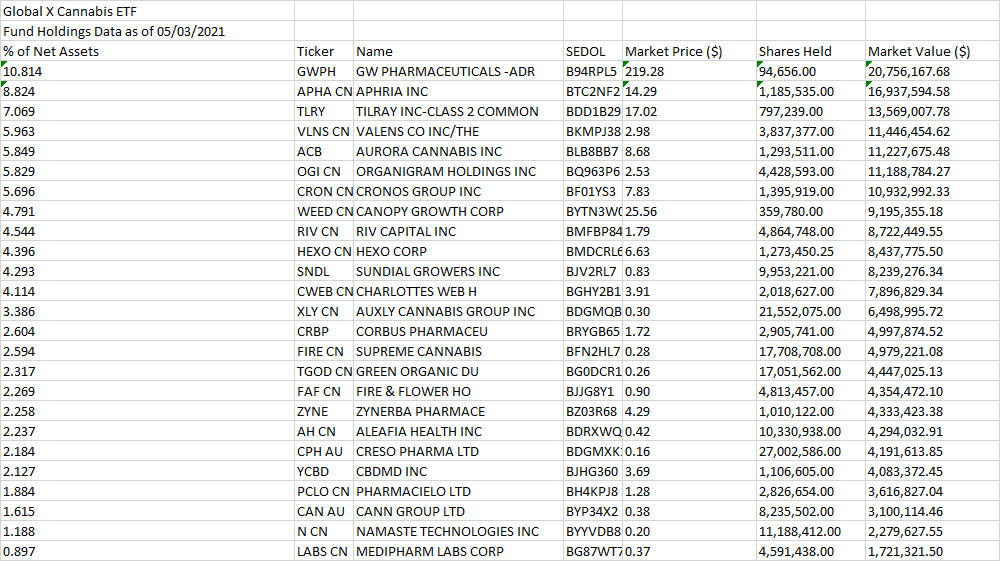 Global X Cannabis ETF
Fund Holdings Data as of 05/03/2021
% of Net Assets Ticker Name SEDOL Market Price ($) Shares Held Market Value ($)
10.814 GWPH GW PHARMACEUTICALS -ADR B94RPL5 219.28 94,656.00 20,756,167.68
8.824 APHA CN APHRIA INC BTC2NF2 14.29 1,185,535.00 16,937,594.58
7.069 TLRY TILRAY INC-CLASS 2 COMMON BDD1B29 17.02 797,239.00 13,569,007.78
5.963 VLNS CN VALENS CO INC/THE BKMPJ38 2.98 3,837,377.00 11,446,454.62
5.849 ACB AURORA CANNABIS INC BLB8BB7 8.68 1,293,511.00 11,227,675.48
5.829 OGI CN ORGANIGRAM HOLDINGS INC BQ963P6 2.53 4,428,593.00 11,188,784.27
5.696 CRON CN CRONOS GROUP INC BF01YS3 7.83 1,395,919.00 10,932,992.33
4.791 WEED CN CANOPY GROWTH CORP BYTN3W 25.56 359,780.00 9,195,355.18
4.544 RIV CN RIV CAPITAL INC BMFBP84 1.79 4,864,748.00 8,722,449.55
4.396 HEXO CN HEXO CORP BMDCRL6 6.63 1,273,450.25 8,437,775.50
4.293 SNDL SUNDIAL GROWERS INC BJV2RL7 0.83 9,953,221.00 8,239,276.34
4.114 CWEB CN CHARLOTTES WEB H BGHY2B1 3.91 2,018,627.00 7,896,829.34
3.386 XLY CN AUXLY CANNABIS GROUP INC BDGMQB 0.30 21,552,075.00 6,498,995.72
2.604 CRBP CORBUS PHARMACEU BRYGB65 1.72 2,905,741.00 4,997,874.52
2.594 FIRE CN SUPREME CANNABIS BFN2HL7 0.28 17,708,708.00 4,979,221.08
2.317 TGOD CN GREEN ORGANIC DU BG0DCR1 0.26 17,051,562.00 4,447,025.13
2.269 FAF CN FIRE & FLOWER HO BJJG8Y1 0.90 4,813,457.00 4,354,472.10
2.258 ZYNE ZYNERBA PHARMACE BZ03R68 4.29 1,010,122.00 4,333,423.38
2.237 AH CN ALEAFIA HEALTH INC BDRXWQ 0.42 10,330,938.00 4,294,032.91
2.184 CPH AU CRESO PHARMA LTD BDGMXK 0.16 27,002,586.00 4,191,613.85
2.127 YCBD CBDMD INC BJHG360 3.69 1,106,605.00 4,083,372.45
1.884 PCLO CN PHARMACIELO LTD BH4KPJ8 1.28 2,826,654.00 3,616,827.04
1.615 CAN AU CANN GROUP LTD BYP34X2 0.38 8,235,502.00 3,100,114.46
1.188 N CN NAMASTE TECHNOLOGIES INC BYYVDB8 0.20 11,188,412.00 2,279,627.55
0.897 LABS CN MEDIPHARM LABS CORP BG87WT7 0.37 4,591,438.00 1,721,321.50